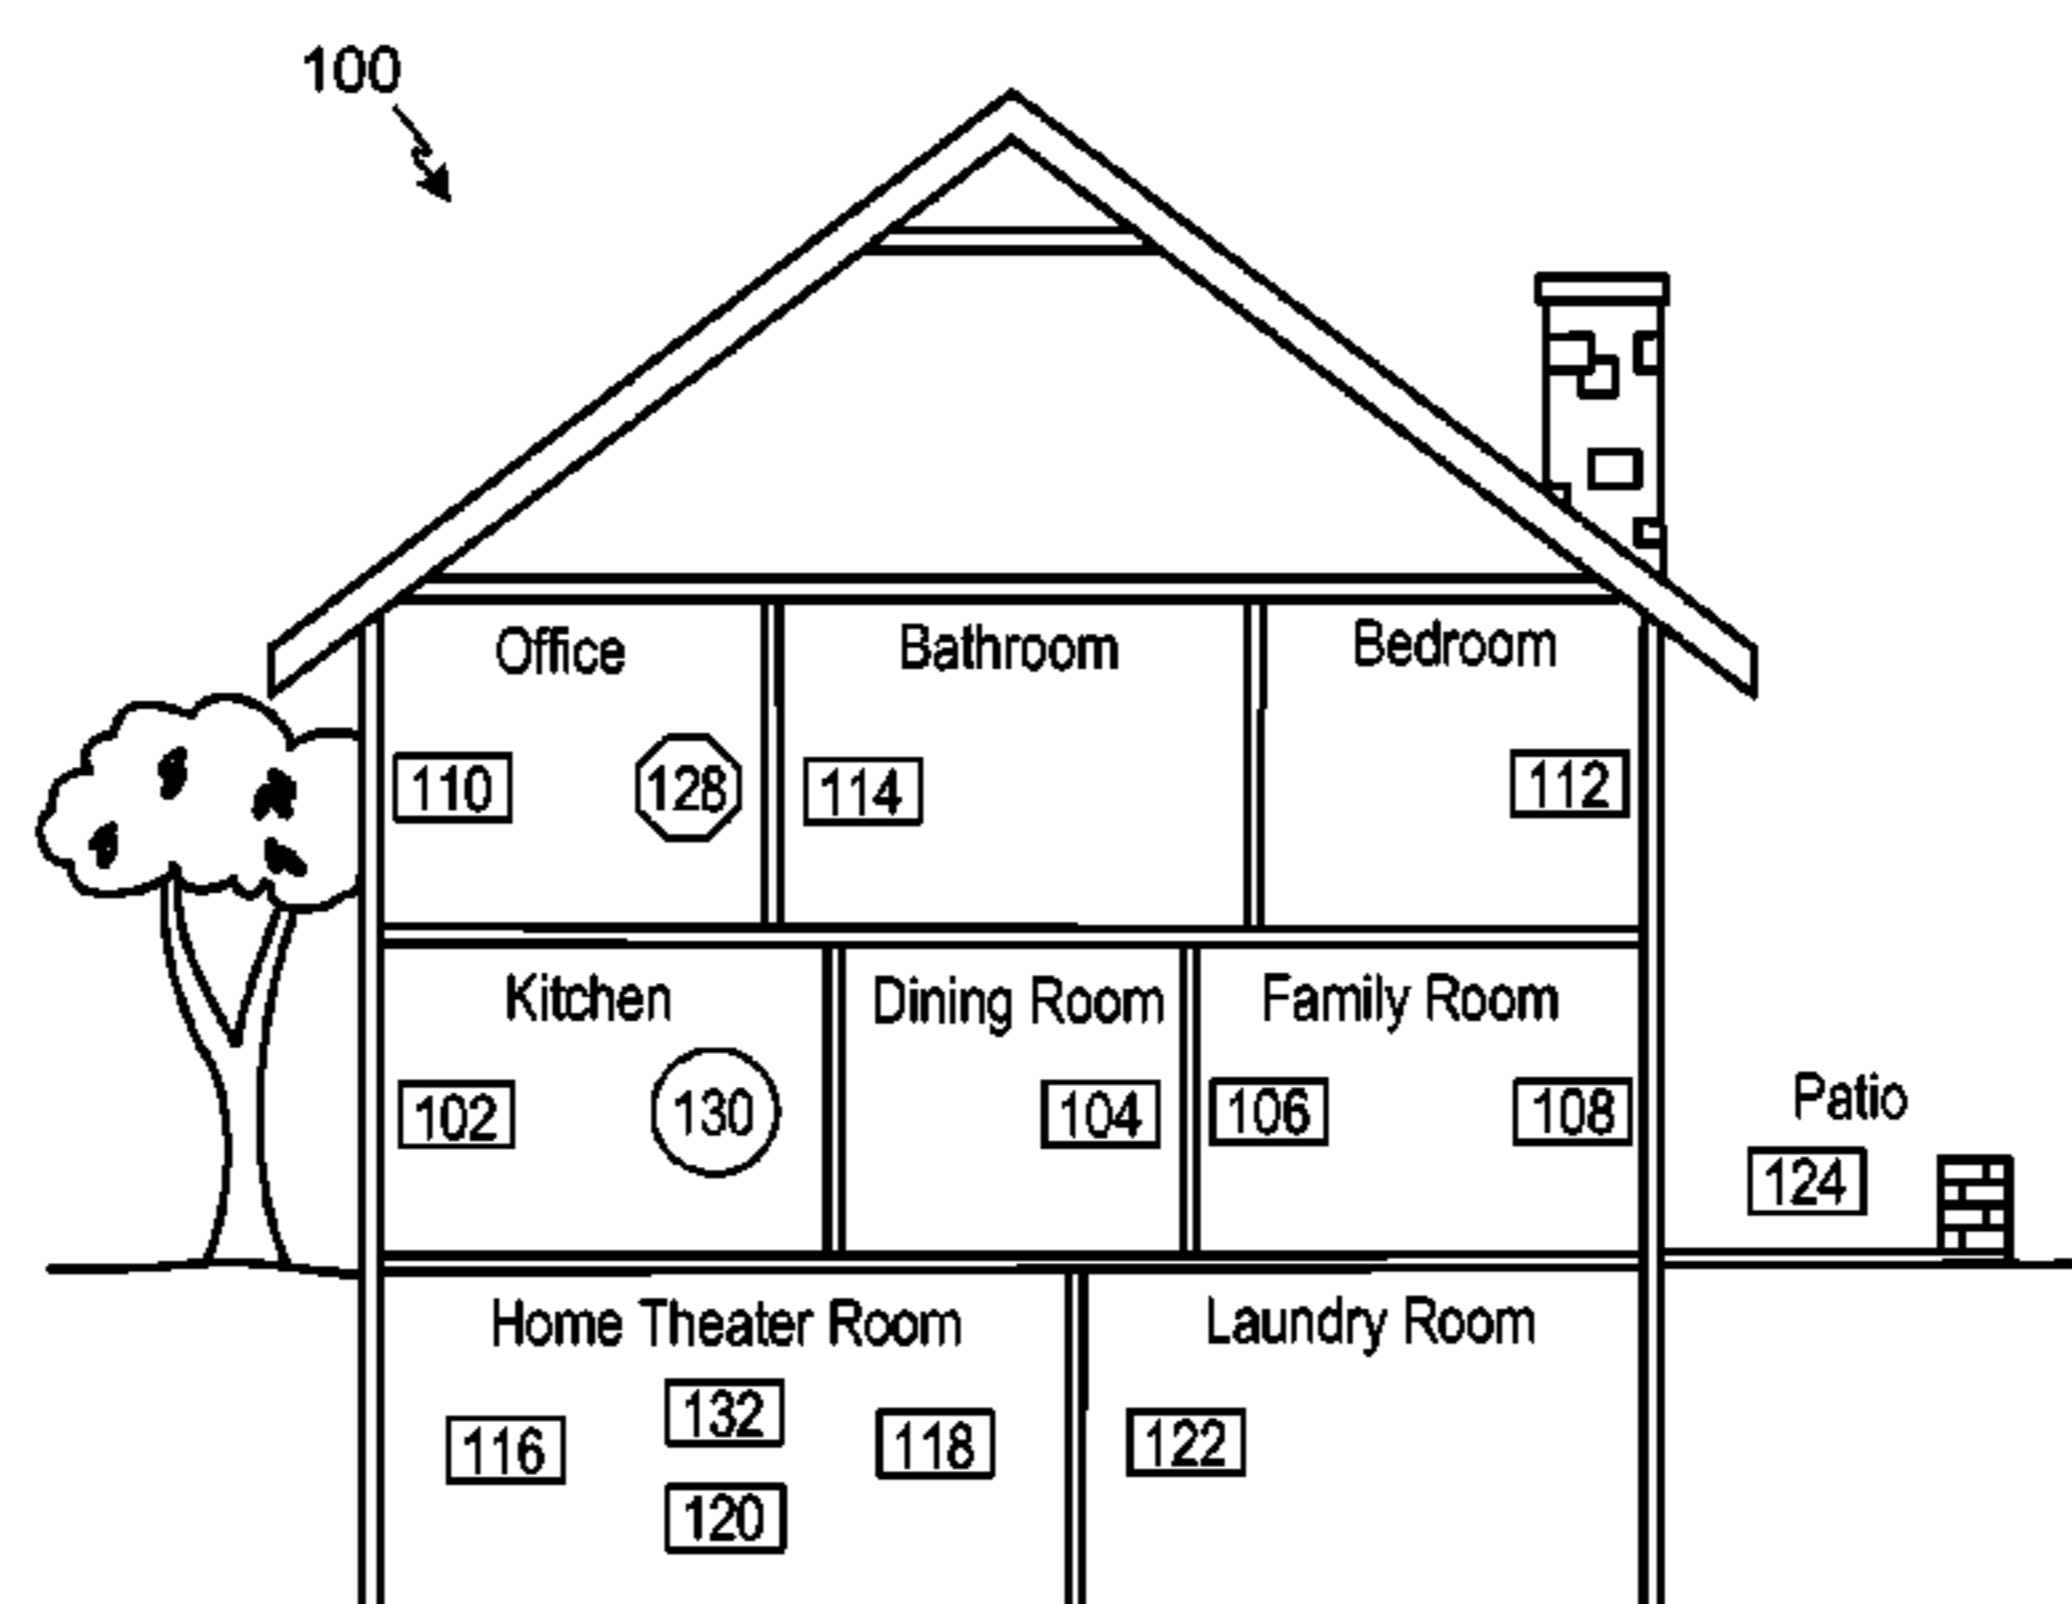 100
Office
Bathroom
Bedroom
110
128
114
112
Kitchen
Dining Room
Family Room
102
130
104
106
108
Patio
124
Home Theater Room
Laundry Room
116
132
118
122
120